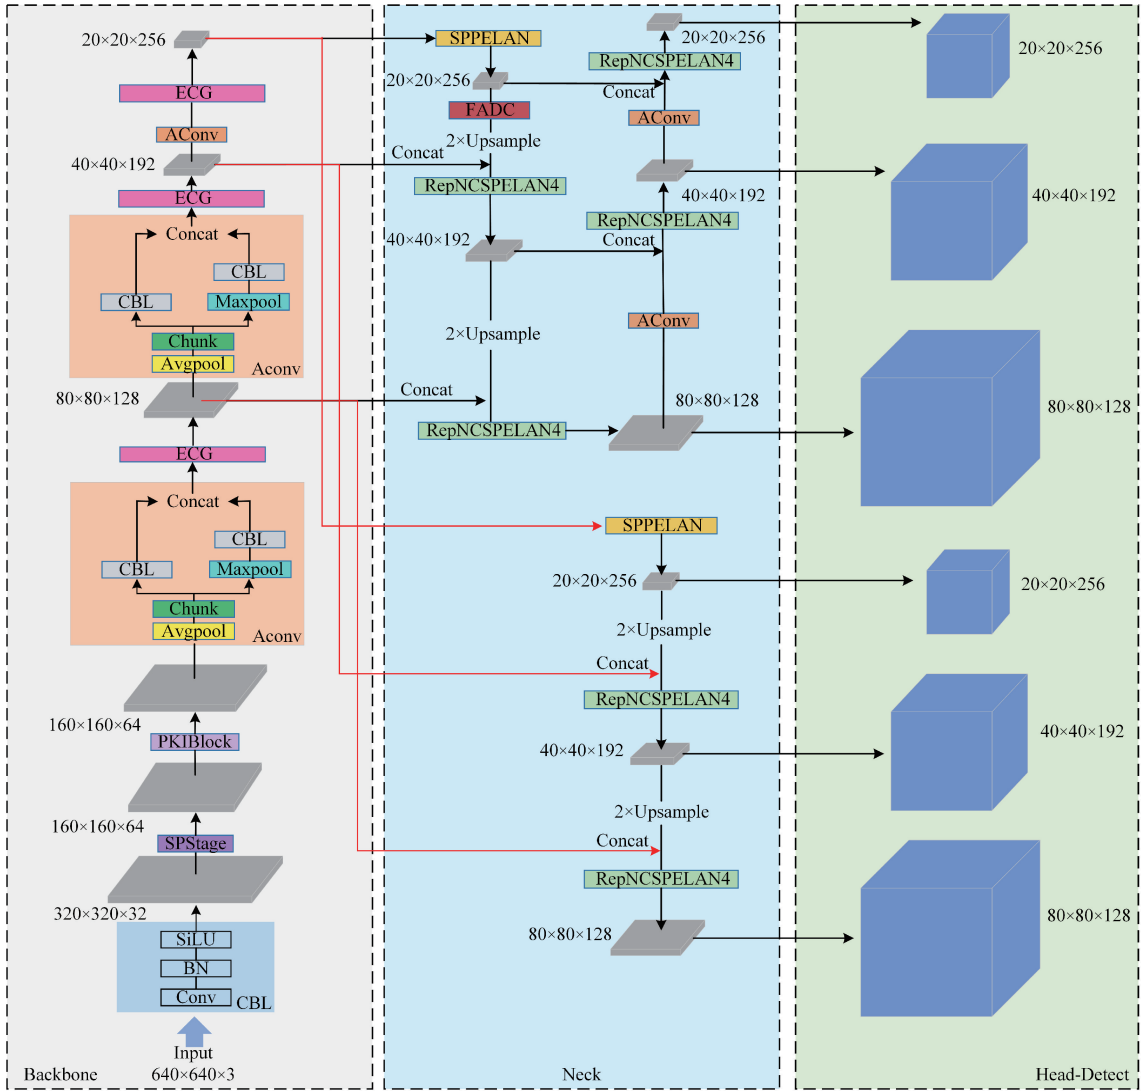 20×20×256
ECG
AConv
40×40×192
ECG
Concat
CBL
CBL
Maxpool
Chunk
Avgpool
Aconv
80×80×128
ECG
Concat
CBL
CBL
Maxpool
Chunk
Avgpool
Aconv
160×160×64
PKIBlock
160×160×64
SPStage
320×320×32
SiLU
BN
Conv
CBL
Input
640×640×3
Backbone
SPPELAN
20×20×256
FADC
2×Upsample
Concat
RepNCSPELAN4
40×40×192
2×Upsample
Concat
RepNCSPELAN4
20×20×256
RepNCSPELAN4
Concat
AConv
40×40×192
RepNCSPELAN4
Concat
AConv
80×80×128
SPPELAN
20×20×256
2×Upsample
Concat
RepNCSPELAN4
40×40×192
2×Upsample
Concat
RepNCSPELAN4
80×80×128
Neck
20×20×256
40×40×192
80×80×128
20×20×256
40×40×192
80×80×128
Head-Detect